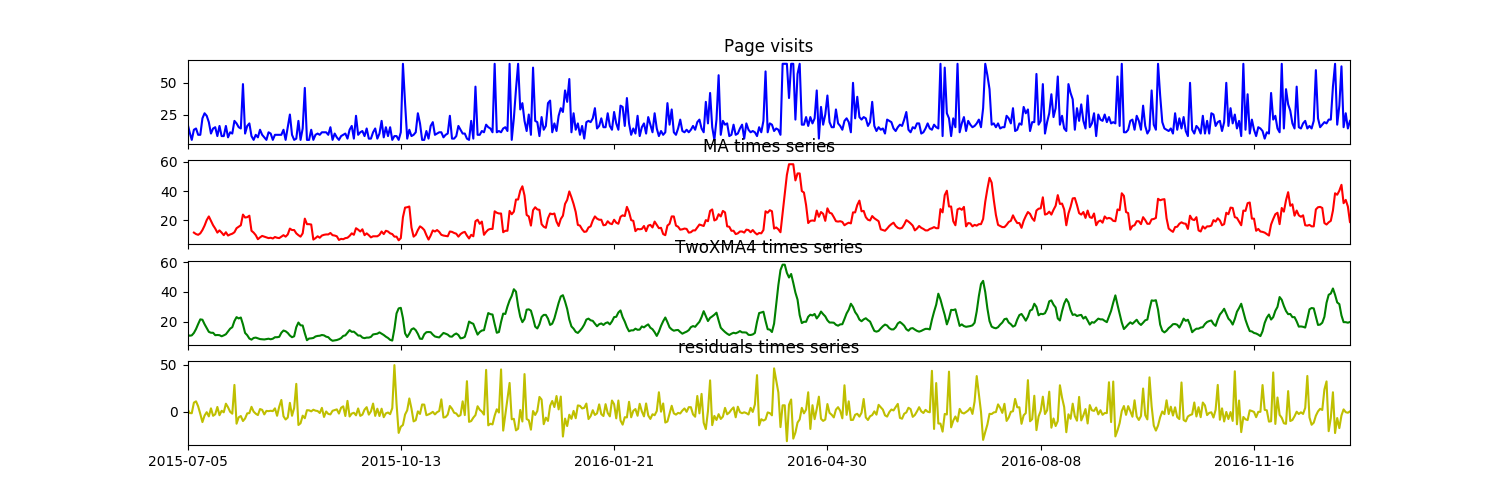 Page visits
50
25
MA times series
60
40
20
TwoXMA4 times series
60
40
20
residuals times series
50
0
2015-07-05 2015-10-13 2016-01-21 2016-04-30 2016-08-08 2016-11-16